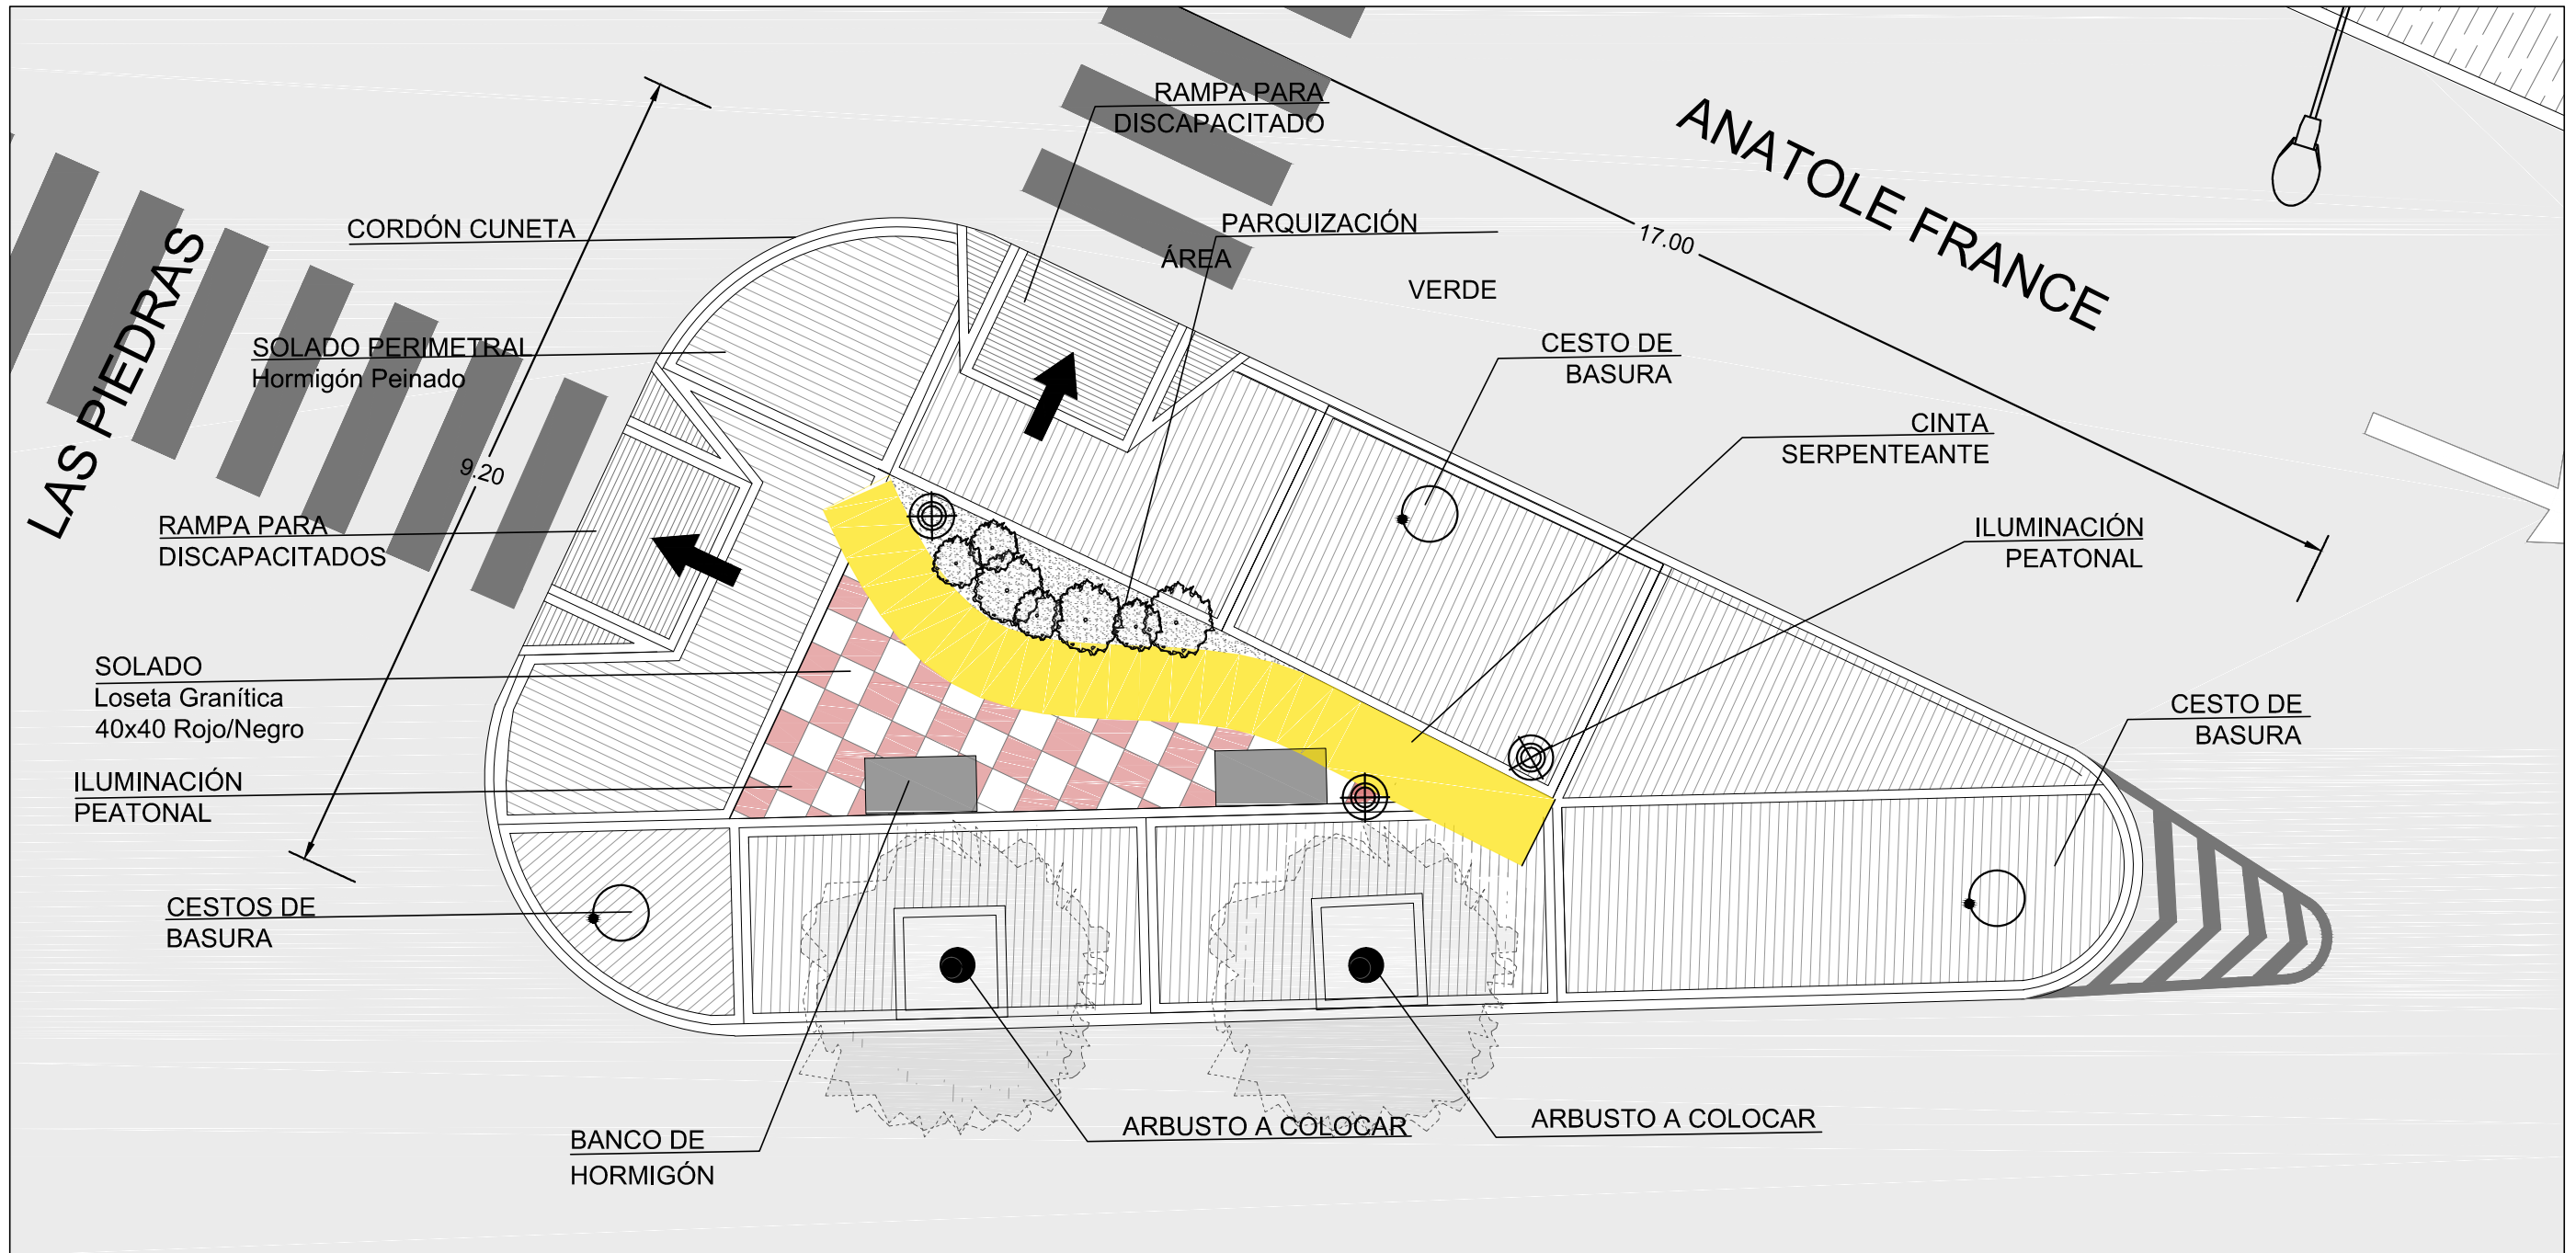 RAMPA PARA
DISCAPACITADO
ANATOLE FRANCE
17.00
CORDÓN CUNETA
PARQUIZACIÓN
ÁREA
VERDE
LAS PIEDRAS
SOLADO PERIMETRAL
Hormigón Peinado
9.20
CESTO DE
BASURA
CINTA
SERPENTEANTE
RAMPA PARA
DISCAPACITADOS
ILUMINACIÓN
PEATONAL
SOLADO
Loseta Granítica
40x40 Rojo/Negro
CESTO DE
BASURA
ILUMINACIÓN
PEATONAL
CESTOS DE
BASURA
BANCO DE
HORMIGÓN
ARBUSTO A COLOCAR
ARBUSTO A COLOCAR